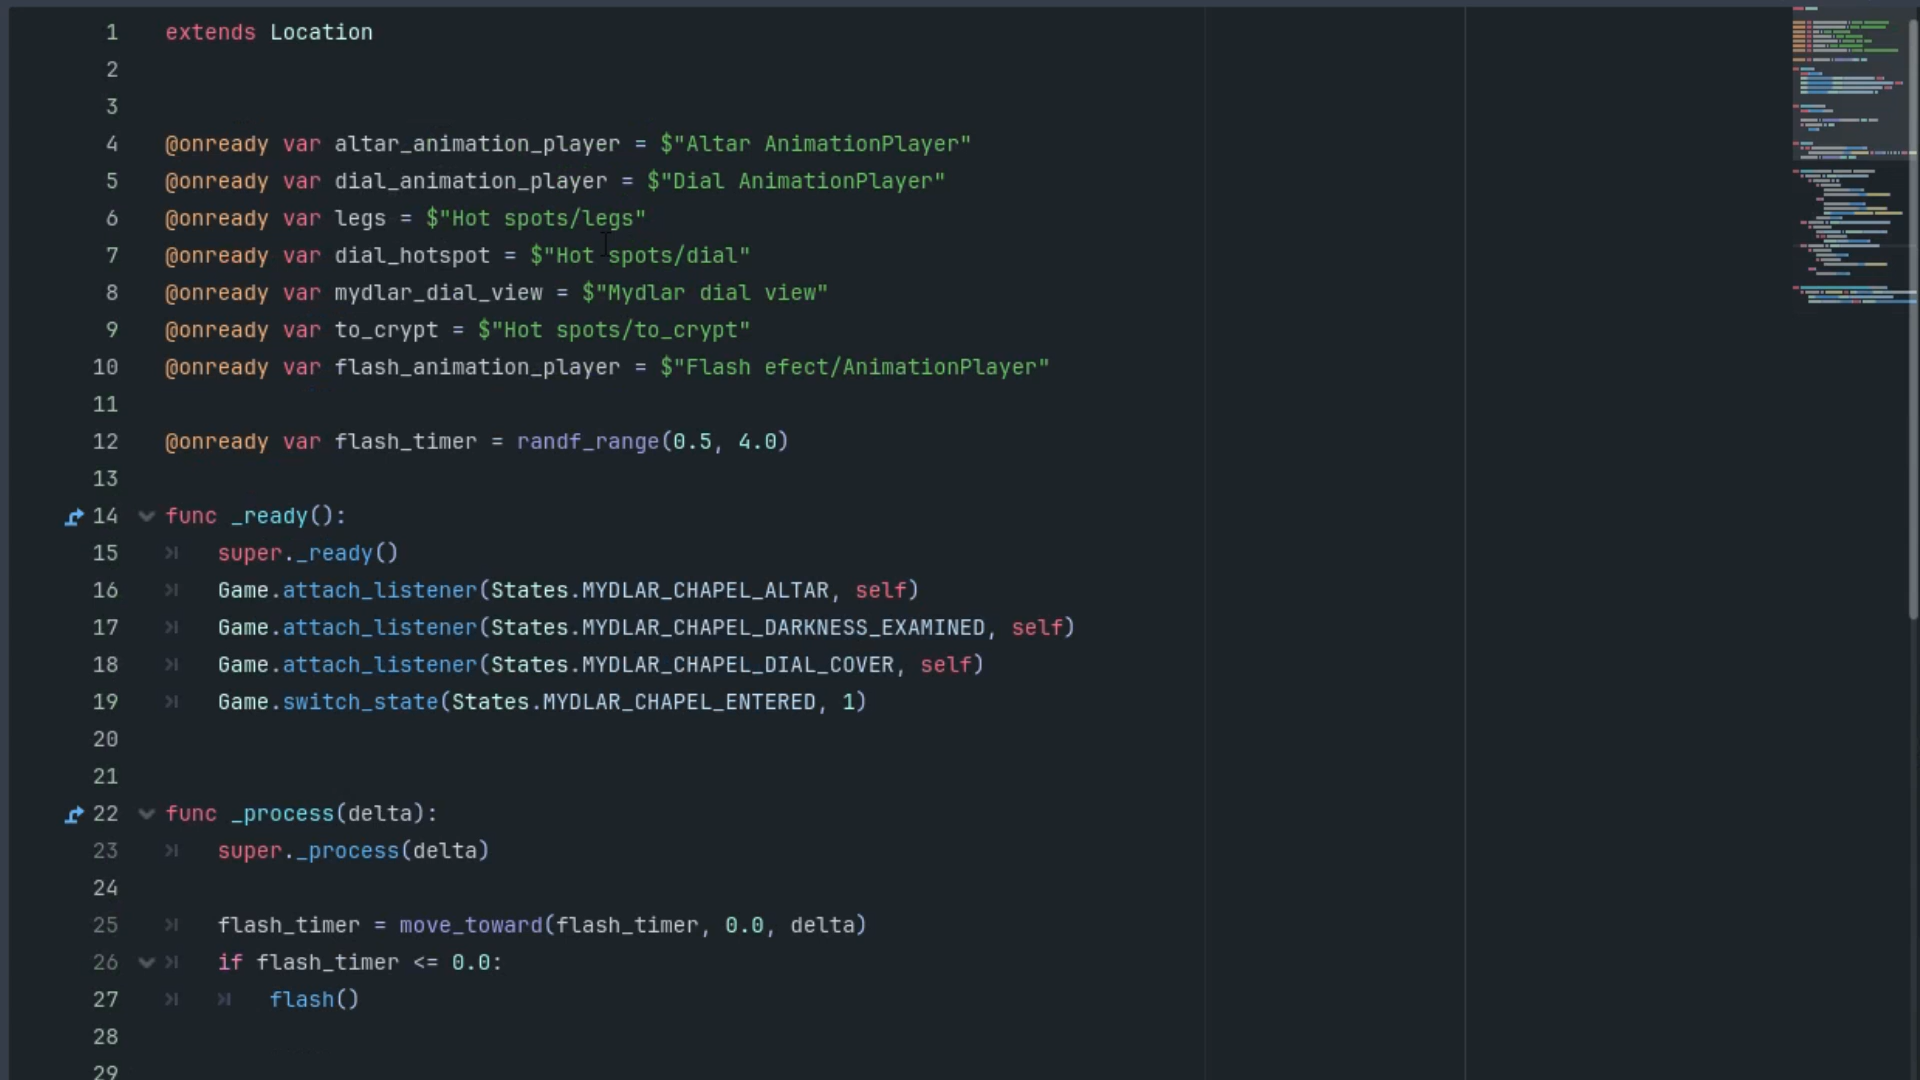 1 extends Location
2
3
4 @onready var altar_animation_player = $"Altar AnimationPlayer"
5 @onready var dial_animation_player = $"Dial AnimationPlayer"
6 @onready var legs = $"Hot spots/legs"
7 @onready var dial_hotspot = $"Hot spots/dial"
8 @onready var mydlar_dial_view = $"Mydlar dial view"
9 @onready var to_crypt = $"Hot spots/to_crypt"
10 @onready var flash_animation_player = $"Flash efect/AnimationPlayer"
11
12 @onready var flash_timer = randf_range(0.5, 4.0)
13
14 func _ready():
15 super._ready()
16 Game.attach_listener(States.MYDLAR_CHAPEL_ALTAR, self)
17 Game.attach_listener(States.MYDLAR_CHAPEL_DARKNESS_EXAMINED, self)
18 Game.attach_listener(States.MYDLAR_CHAPEL_DIAL_COVER, self)
19 Game.switch_state(States.MYDLAR_CHAPEL_ENTERED, 1)
20
21
22 func _process(delta):
23 super._process(delta)
24
25 flash_timer = move_toward(flash_timer, 0.0, delta)
26 if flash_timer <= 0.0:
27 flash()
28
29